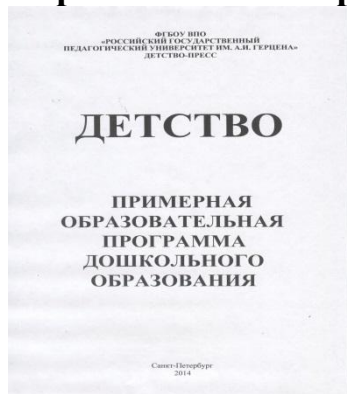 ФГБОУ ВПО
«РОССИЙСКИЙ ГОСУДАРСТВЕННЫЙ
ПЕДАГОГИЧЕСКИЙ УНИВЕРСИТЕТ ИМ. А.И. ГЕРЦЕНА»
ДЕТСТВО-ПРЕСС
ДЕТСТВО
ПРИМЕРНАЯ
ОБРАЗОВАТЕЛЬНАЯ
ПРОГРАММА
ДОШКОЛЬНОГО
ОБРАЗОВАНИЯ
Санкт-Петербург
2014